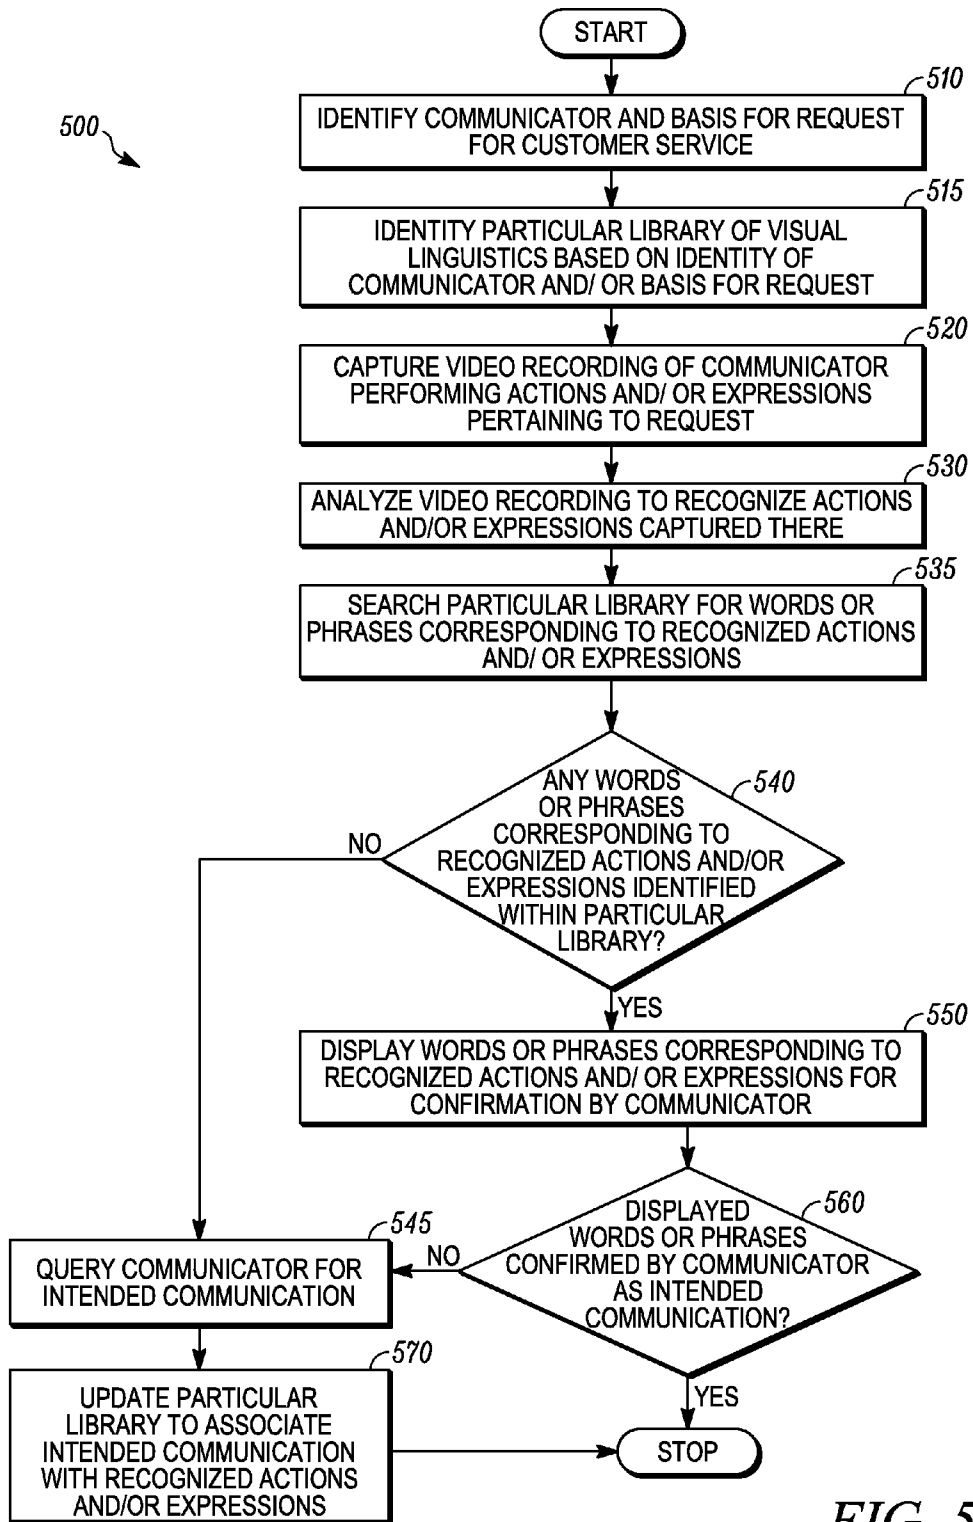 START
510
500
IDENTIFY COMMUNICATOR AND BASIS FOR REQUEST
FOR CUSTOMER SERVICE
515
IDENTITY PARTICULAR LIBRARY OF VISUAL
LINGUISTICS BASED ON IDENTITY OF
COMMUNICATOR AND/ OR BASIS FOR REQUEST
520
CAPTURE VIDEO RECORDING OF COMMUNICATOR
PERFORMING ACTIONS AND/ OR EXPRESSIONS
PERTAINING TO REQUEST
530
ANALYZE VIDEO RECORDING TO RECOGNIZE ACTIONS
AND/OR EXPRESSIONS CAPTURED THERE
535
SEARCH PARTICULAR LIBRARY FOR WORDS OR
PHRASES CORRESPONDING TO RECOGNIZED ACTIONS
AND/ OR EXPRESSIONS
540
ANY WORDS
OR PHRASES
CORRESPONDING TO
RECOGNIZED ACTIONS AND/OR
EXPRESSIONS IDENTIFIED
WITHIN PARTICULAR
LIBRARY?
NO
YES
550
DISPLAY WORDS OR PHRASES CORRESPONDING TO
RECOGNIZED ACTIONS AND/ OR EXPRESSIONS FOR
CONFIRMATION BY COMMUNICATOR
560
DISPLAYED
WORDS OR PHRASES
CONFIRMED BY COMMUNICATOR
AS INTENDED
COMMUNICATION?
NO
YES
545
QUERY COMMUNICATOR FOR
INTENDED COMMUNICATION
570
UPDATE PARTICULAR
LIBRARY TO ASSOCIATE
INTENDED COMMUNICATION
WITH RECOGNIZED ACTIONS
AND/OR EXPRESSIONS
STOP
FIG. 5